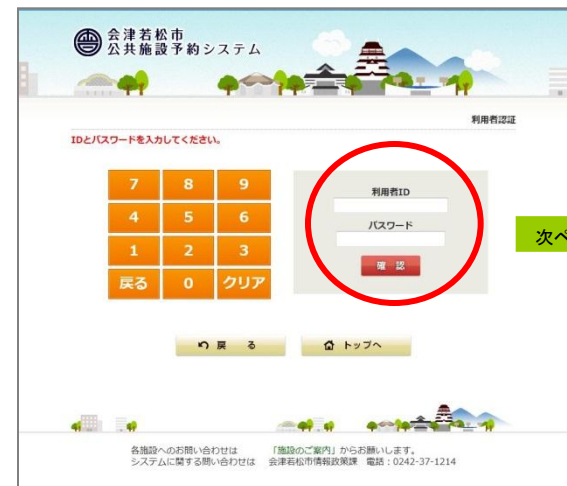 会津若松市
公共施設予約システム
利用者認証
IDとパスワードを入力してください。
7 8 9
4 5 6
1 2 3
戻る 0 クリア
利用者ID
パスワード
確 認
次ペ
戻 る
トップへ
各施設へのお問い合わせは 「施設のご案内」からお願いします。
システムに関する問い合わせは 会津若松市情報政策課 電話:0242-37-1214